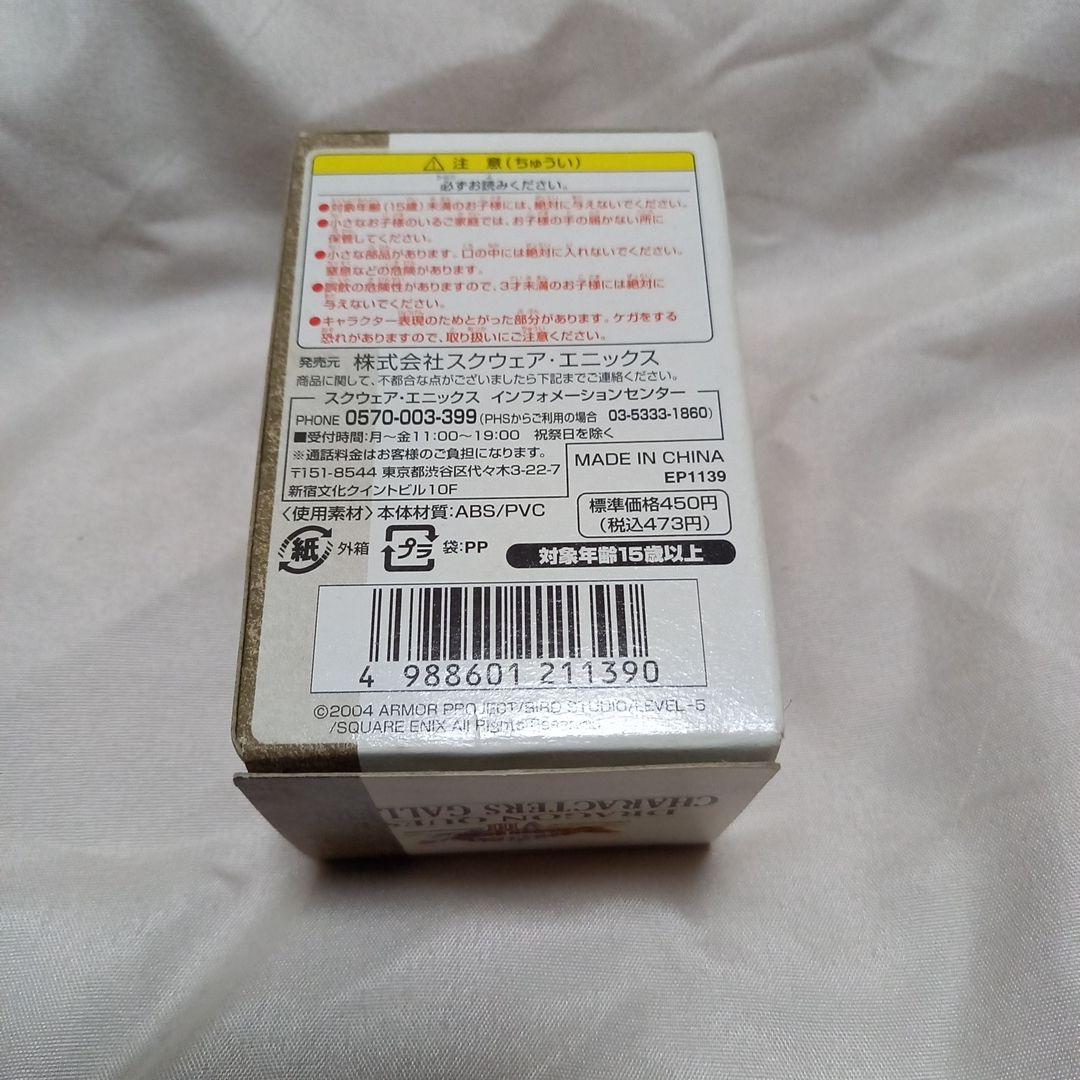 注 意(ちゅうい)
必ずお読みください。
●対象年齢(15歳)未満のお子様には、絶対に与えないでください。
●小さなお子様のいるご家庭では、お子様の手の届かない所に
保管してください。
●小さな部品があります。口の中には絶対に入れないでください。
窒息などの危険があります。
●誤飲の危険性がありますので、3才未満のお子様には絶対に
与えないでください。
●キャラクター表現のためとがった部分があります。ケガをする
恐れがありますので、取り扱いにご注意ください。
発売元 株式会社スクウェア・エニックス
商品に関して、不都合な点がございましたら下記までご連絡ください。
スクウェア・エニックス インフォメーションセンター
PHONE 0570-003-399(PHSからご利用の場合 03-5333-1860)
■受付時間:月〜金11:00〜19:00 祝祭日を除く
※通話料金はお客様のご負担になります。
〒151-8544 東京都渋谷区代々木3-22-7
新宿文化クイントビル10F
MADE IN CHINA
EP1139
〈使用素材〉本体材質:ABS/PVC
標準価格450円
(税込473円)
紙 外箱 プラ 袋:PP
対象年齢15歳以上
4 988601 211390
©2004 ARMOR PROJECT/BIRD STUDIO/LEVEL-5
/SQUARE ENIX All Rights Reserved
DRAGON QUES
CHARACTERS GALL